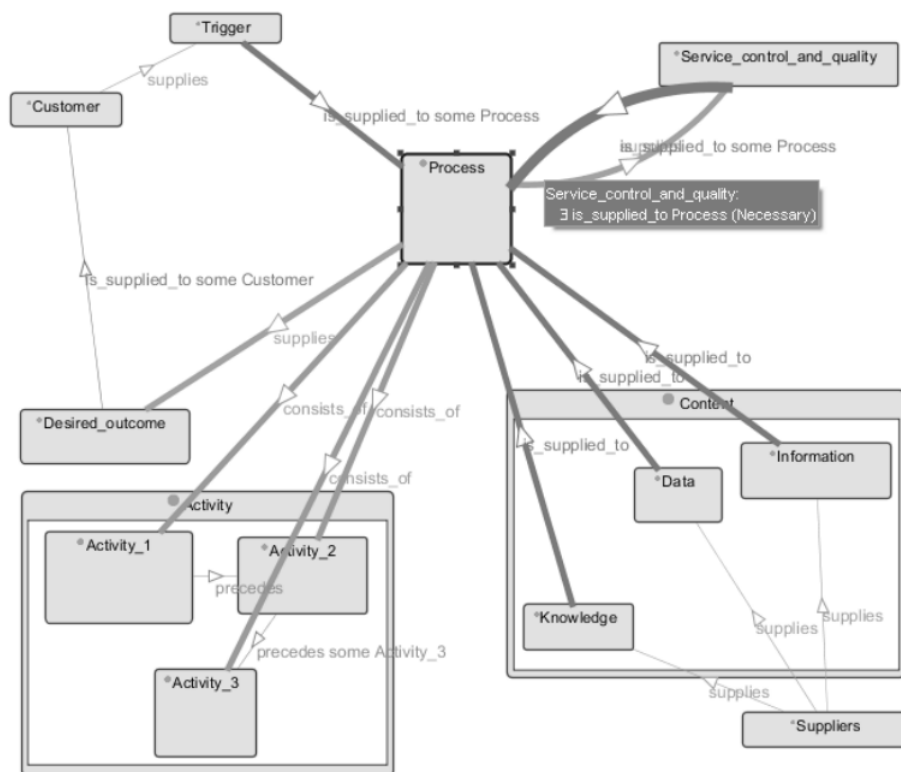 Trigger
Service_control_and_quality
supplies
Customer
is_supplied_to some Process
is_supplied_to some Process
Process
Service_control_and_quality:
∃ is_supplied_to Process (Necessary)
is_supplied_to some Customer
supplies
is_supplied_to
is_supplied_to
consists_of
consists_of
Content
Desired_outcome
is_supplied_to
Information
consists_of
Data
Activity
Activity_1
Activity_2
precedes
Knowledge
supplies
supplies
precedes some Activity_3
Activity_3
supplies
Suppliers